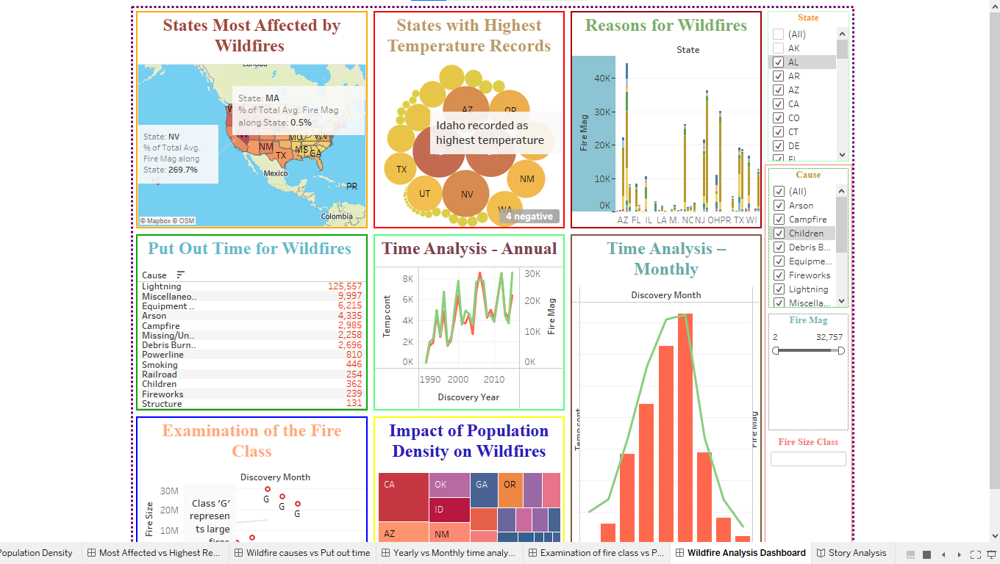 States Most Affected by
Wildfires
Canada
State: MA
% of Total Avg. Fire Mag
along State: 0.5%
State: NV
% of Total Avg.
Fire Mag along
State: 269.7%
NM
TX
MS
GA
Mexico
PR
Colombia
© Mapbox © OSM
States with Highest
Temperature Records
AZ
OR
Idaho recorded as
highest temperature
TX
NM
UT
NV
WA
4 negative
Reasons for Wildfires
State
Fire Mag
40K
30K
20K
10K
0K
AZ FL IL LA M. NC NJ OH PR TX WI
State
(All)
AK
AL
AR
AZ
CA
CO
CT
DE
FL
Cause
(All)
Arson
Campfire
Children
Debris B...
Equipme...
Fireworks
Lightning
Miscella...
Fire Mag
2 32,757
Fire Size Class
Put Out Time for Wildfires
Cause
Lightning 125,557
Miscellaneo.. 9,997
Equipment .. 6,215
Arson 4,335
Campfire 2,985
Missing/Un.. 2,258
Debris Burn.. 2,696
Powerline 810
Smoking 446
Railroad 254
Children 362
Fireworks 239
Structure 131
Time Analysis - Annual
Temp cont
8K
6K
4K
2K
0K
30K
20K
10K
0K
Fire Mag
1990 2000 2010
Discovery Year
Time Analysis –
Monthly
Discovery Month
Temp cont
Fire Mag
Examination of the Fire
Class
Discovery Month
Fire Size
30M
20M
10M
G
G
G
Class ‘G’
represen
ts large
fires
Impact of Population
Density on Wildfires
CA
OK
GA
OR
ID
AZ
NM
Population Density
Most Affected vs Highest Re...
Wildfire causes vs Put out time
Yearly vs Monthly time analy...
Examination of fire class vs P...
Wildfire Analysis Dashboard
Story Analysis